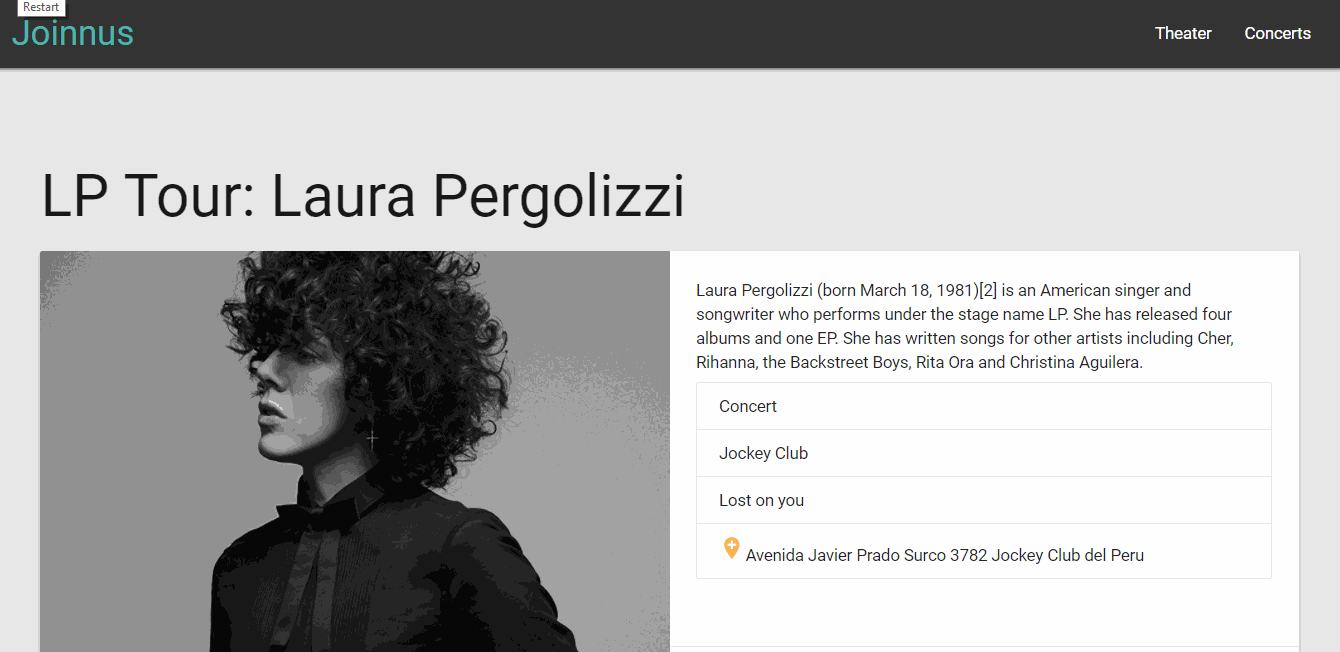 Restart
Joinnus
Theater
Concerts
LP Tour: Laura Pergolizzi
Laura Pergolizzi (born March 18, 1981)[2] is an American singer and
songwriter who performs under the stage name LP. She has released four
albums and one EP. She has written songs for other artists including Cher,
Rihanna, the Backstreet Boys, Rita Ora and Christina Aguilera.
Concert
Jockey Club
Lost on you
Avenida Javier Prado Surco 3782 Jockey Club del Peru